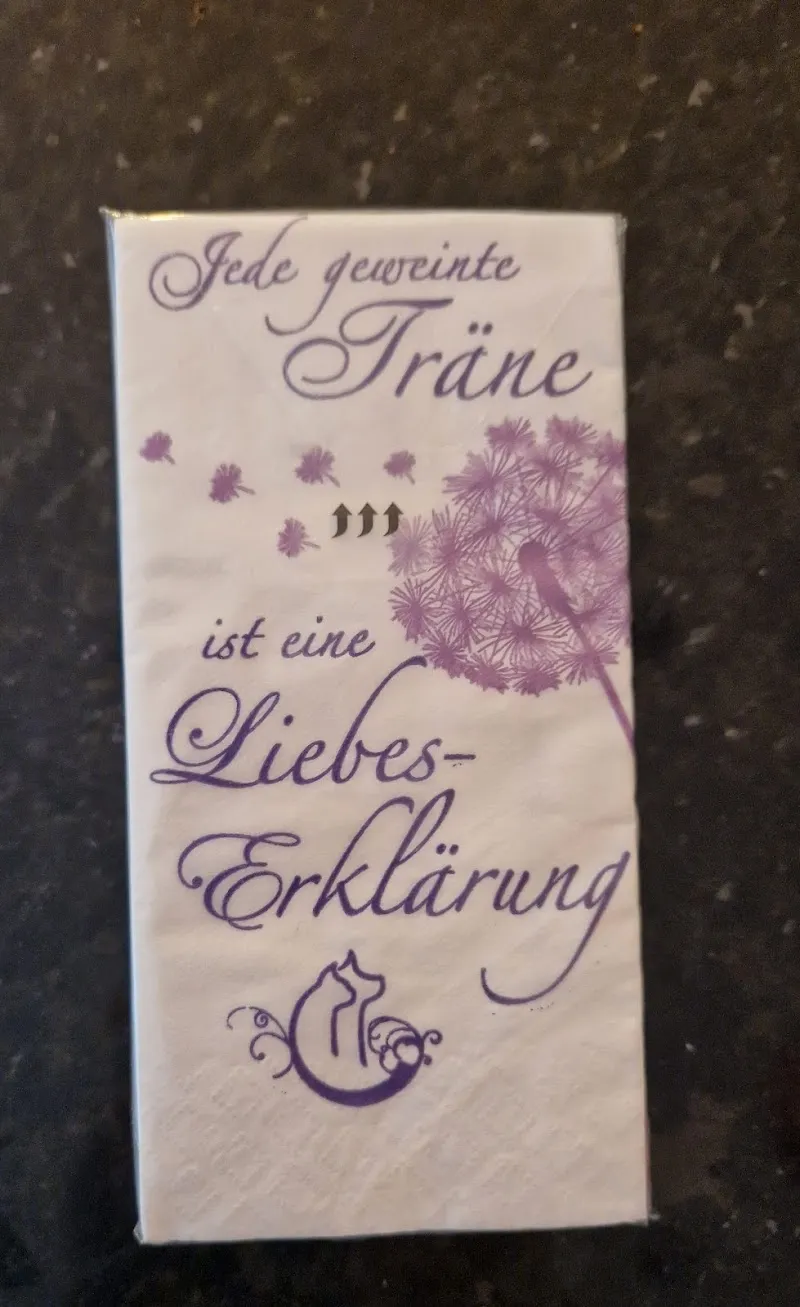 Jede geweinte
Träne
ist eine
Liebes-
Erklärung